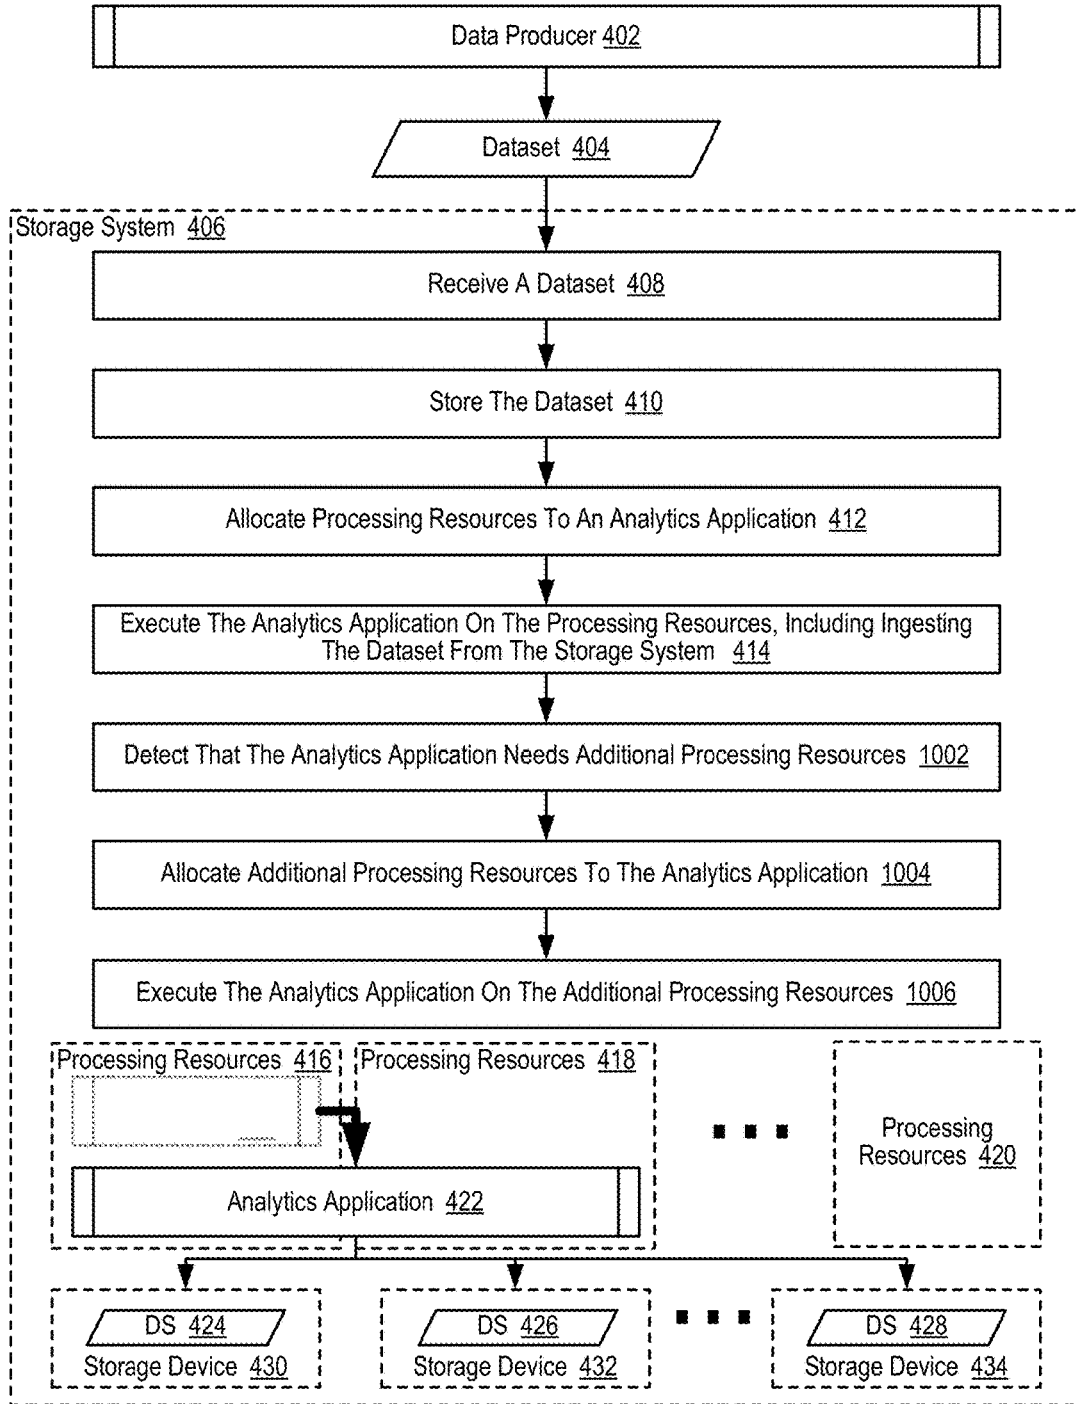 Data Producer 402
Dataset 404
Storage System 406
Receive A Dataset 408
Store The Dataset 410
Allocate Processing Resources To An Analytics Application 412
Execute The Analytics Application On The Processing Resources, Including Ingesting
The Dataset From The Storage System 414
Detect That The Analytics Application Needs Additional Processing Resources 1002
Allocate Additional Processing Resources To The Analytics Application 1004
Execute The Analytics Application On The Additional Processing Resources 1006
Processing Resources 416
Processing Resources 418
Processing
Resources 420
Analytics Application 422
DS 424
Storage Device 430
DS 426
Storage Device 432
DS 428
Storage Device 434